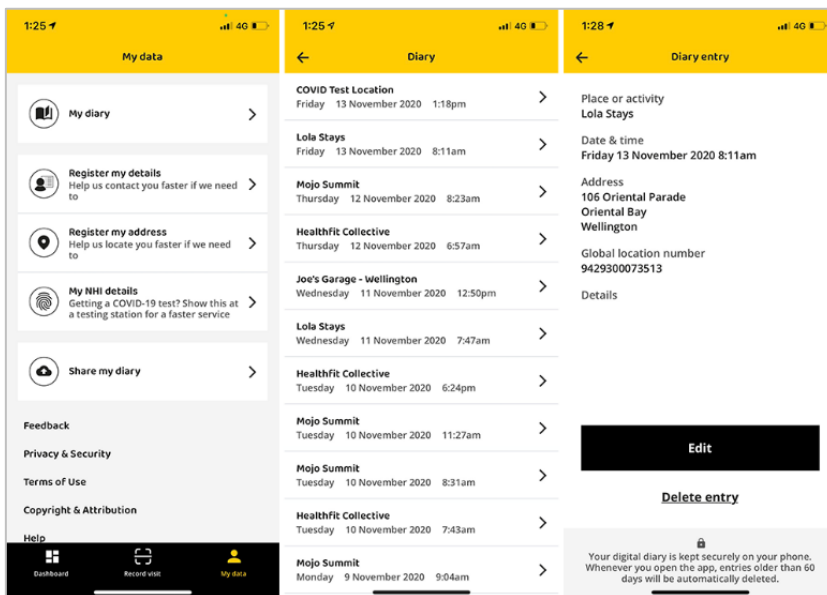 1:25
4G
My data
My diary
Register my details
Help us contact you faster if we need
to
Register my address
Help us locate you faster if we need
to
My NHI details
Getting a COVID-19 test? Show this at
a testing station for a faster service
Share my diary
Feedback
Privacy & Security
Terms of Use
Copyright & Attribution
Help
Dashboard
Record visit
My data
1:25
4G
Diary
COVID Test Location
Friday 13 November 2020 1:18pm
Lola Stays
Friday 13 November 2020 8:11am
Mojo Summit
Thursday 12 November 2020 8:23am
Healthfit Collective
Thursday 12 November 2020 6:57am
Joe's Garage - Wellington
Wednesday 11 November 2020 12:50pm
Lola Stays
Wednesday 11 November 2020 7:47am
Healthfit Collective
Tuesday 10 November 2020 6:24pm
Mojo Summit
Tuesday 10 November 2020 11:27am
Mojo Summit
Tuesday 10 November 2020 8:31am
Healthfit Collective
Tuesday 10 November 2020 7:43am
Mojo Summit
Monday 9 November 2020 9:04am
1:28
4G
Diary entry
Place or activity
Lola Stays
Date & time
Friday 13 November 2020 8:11am
Address
106 Oriental Parade
Oriental Bay
Wellington
Global location number
9429300073513
Details
Edit
Delete entry
Your digital diary is kept securely on your phone.
Whenever you open the app, entries older than 60
days will be automatically deleted.